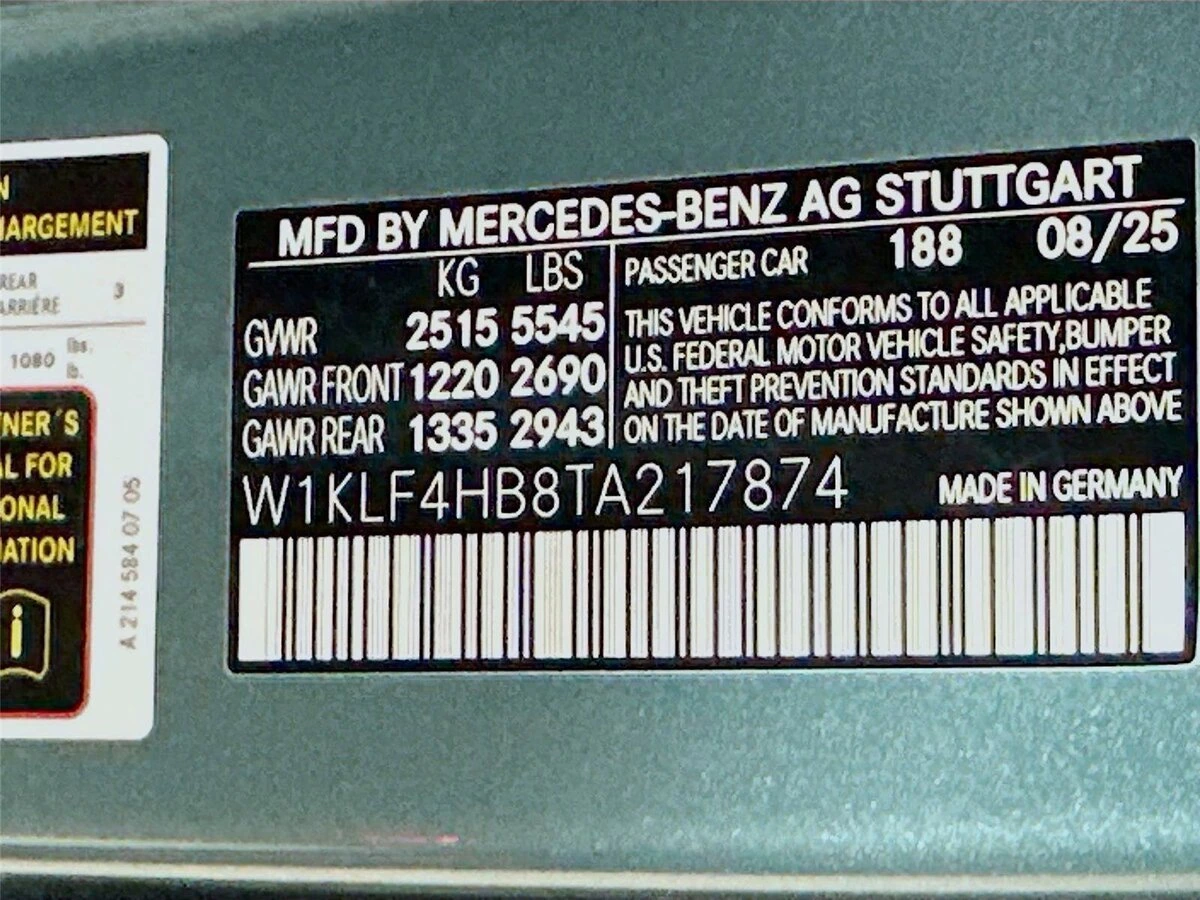 N
HARGEMENT
REAR
ARRIÈRE
3
1080 lbs.
lb.
TNER´S
AL FOR
ONAL
MATION
i
A 214 584 07 05
MFD BY MERCEDES-BENZ AG STUTTGART
KG LBS
GVWR 2515 5545
GAWR FRONT 1220 2690
GAWR REAR 1335 2943
PASSENGER CAR 188 08/25
THIS VEHICLE CONFORMS TO ALL APPLICABLE
U.S. FEDERAL MOTOR VEHICLE SAFETY,BUMPER
AND THEFT PREVENTION STANDARDS IN EFFECT
ON THE DATE OF MANUFACTURE SHOWN ABOVE
W1KLF4HB8TA217874
MADE IN GERMANY